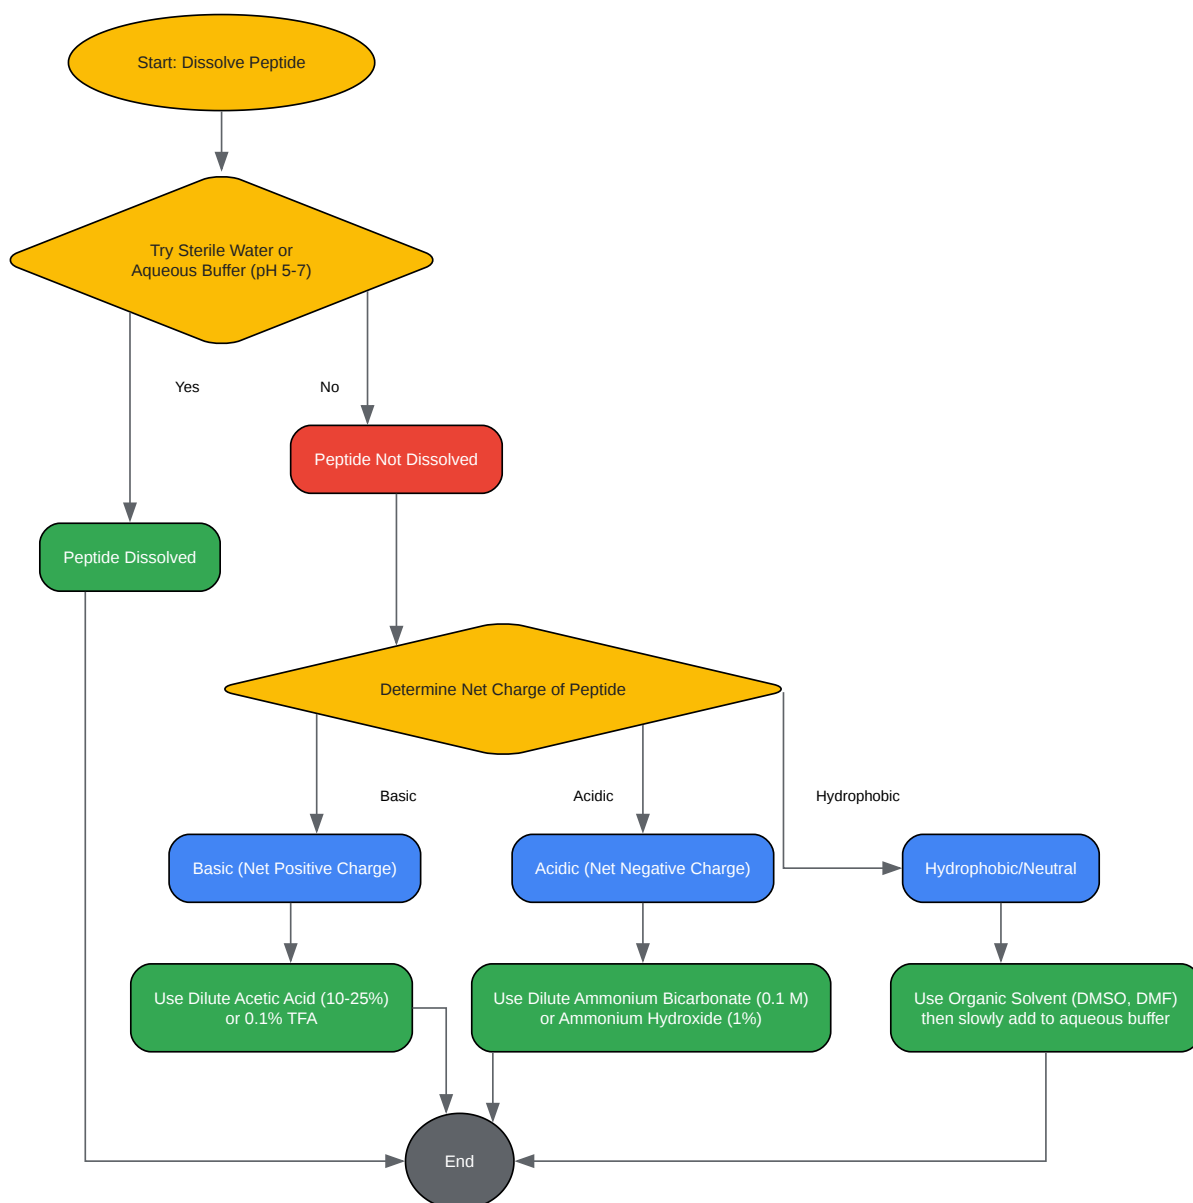 Start: Dissolve Peptide
Try Sterile Water or
Aqueous Buffer (pH 5-7)
Yes
No
Peptide Not Dissolved
Peptide Dissolved
Determine Net Charge of Peptide
Basic
Acidic
Hydrophobic
Basic (Net Positive Charge)
Acidic (Net Negative Charge)
Hydrophobic/Neutral
Use Dilute Acetic Acid (10-25%)
or 0.1% TFA
Use Dilute Ammonium Bicarbonate (0.1 M)
or Ammonium Hydroxide (1%)
Use Organic Solvent (DMSO, DMF)
then slowly add to aqueous buffer
End